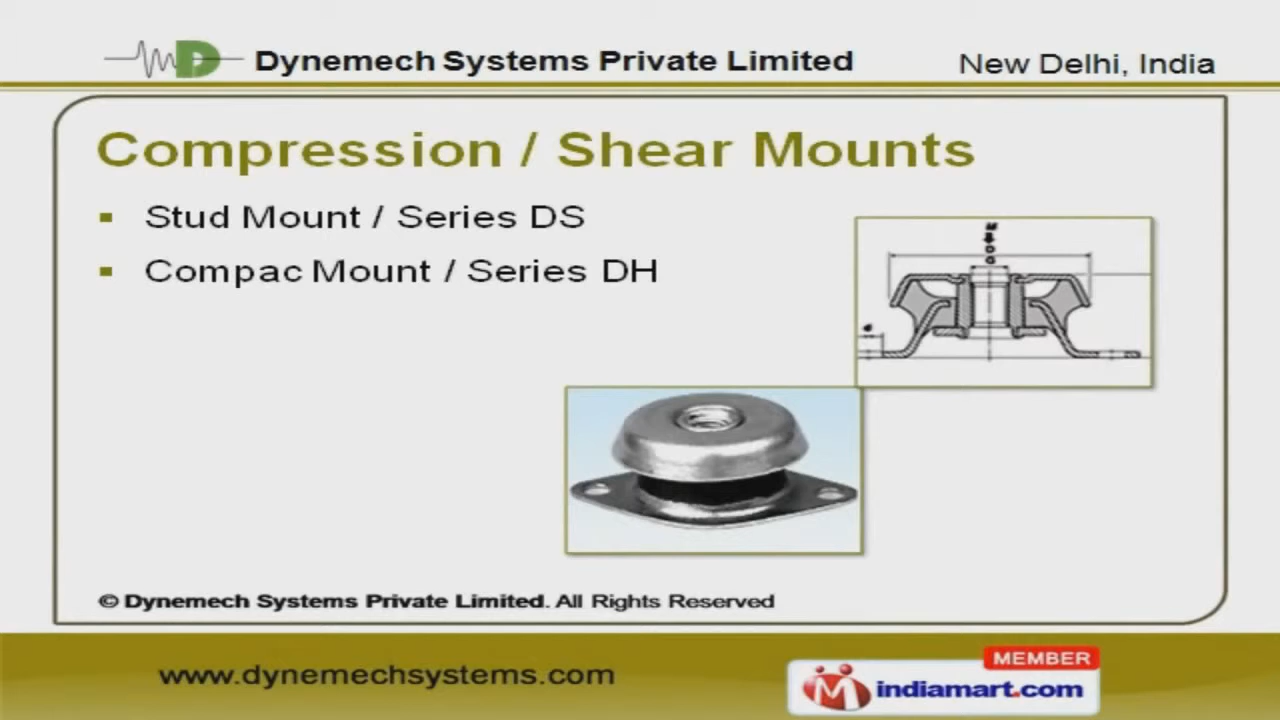 Dynemech Systems Private Limited
New Delhi, India
Compression / Shear Mounts
Stud Mount / Series DS
Compac Mount / Series DH
M
D
G
d
© Dynemech Systems Private Limited. All Rights Reserved
www.dynemechsystems.com
MEMBER
indiamart.com